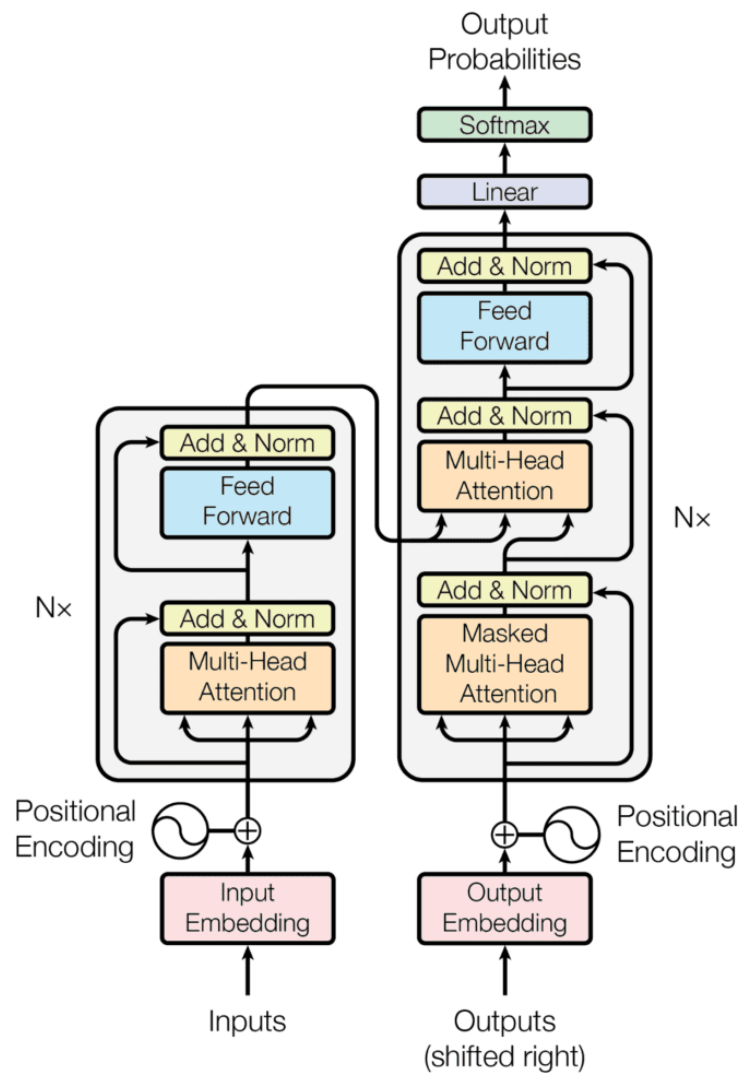 Output
Probabilities
Softmax
Linear
Add & Norm
Feed
Forward
Add & Norm
Multi-Head
Attention
Nx
Add & Norm
Masked
Multi-Head
Attention
Add & Norm
Feed
Forward
Nx
Add & Norm
Multi-Head
Attention
Positional
Encoding
Positional
Encoding
Input
Embedding
Output
Embedding
Inputs
Outputs
(shifted right)